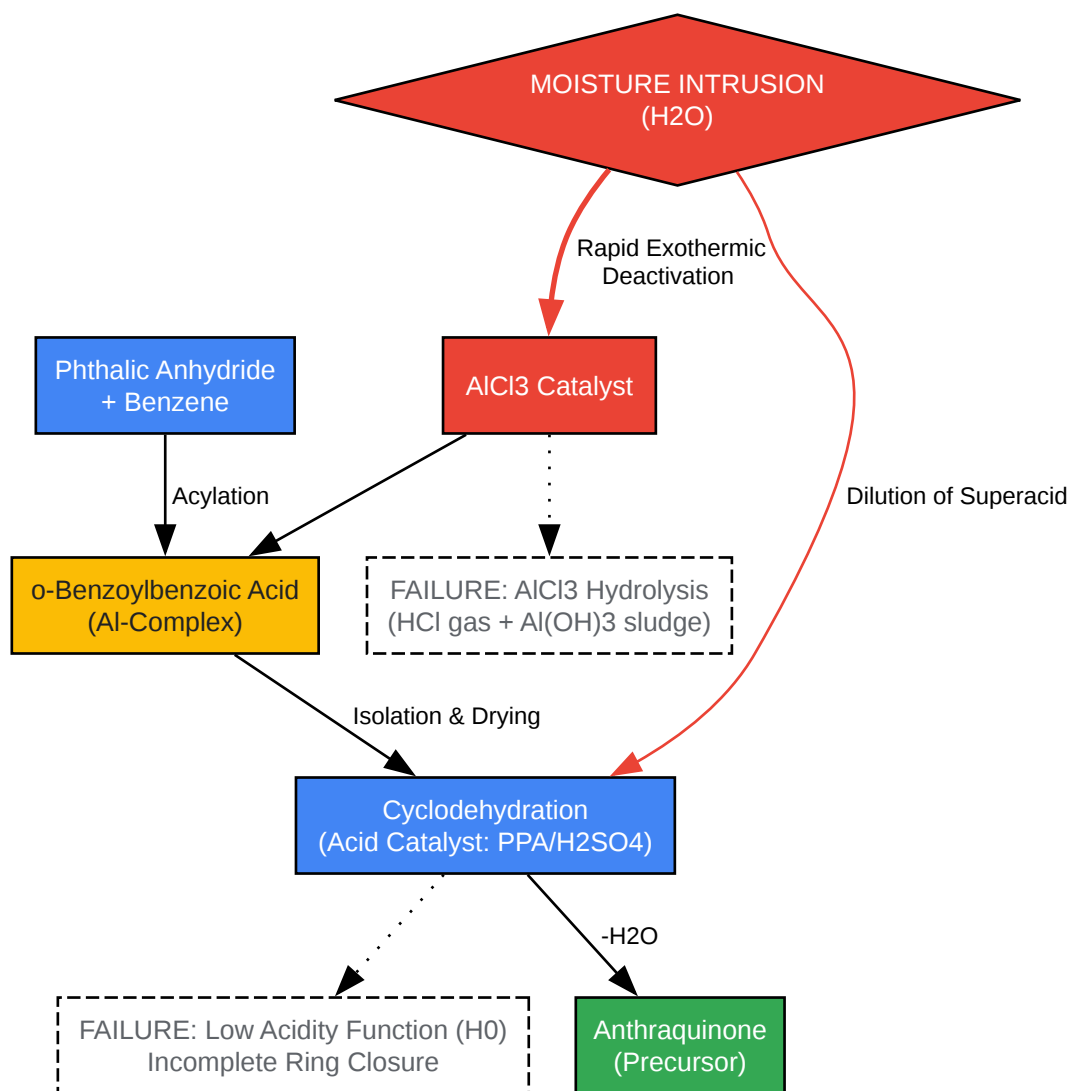 MOISTURE INTRUSION
(H2O)
Rapid Exothermic
Deactivation
Phthalic Anhydride
+ Benzene
AlCl3 Catalyst
Acylation
Dilution of Superacid
o-Benzoylbenzoic Acid
(Al-Complex)
FAILURE: AlCl3 Hydrolysis
(HCl gas + Al(OH)3 sludge)
Isolation & Drying
Cyclodehydration
(Acid Catalyst: PPA/H2SO4)
-H2O
FAILURE: Low Acidity Function (H0)
Incomplete Ring Closure
Anthraquinone
(Precursor)